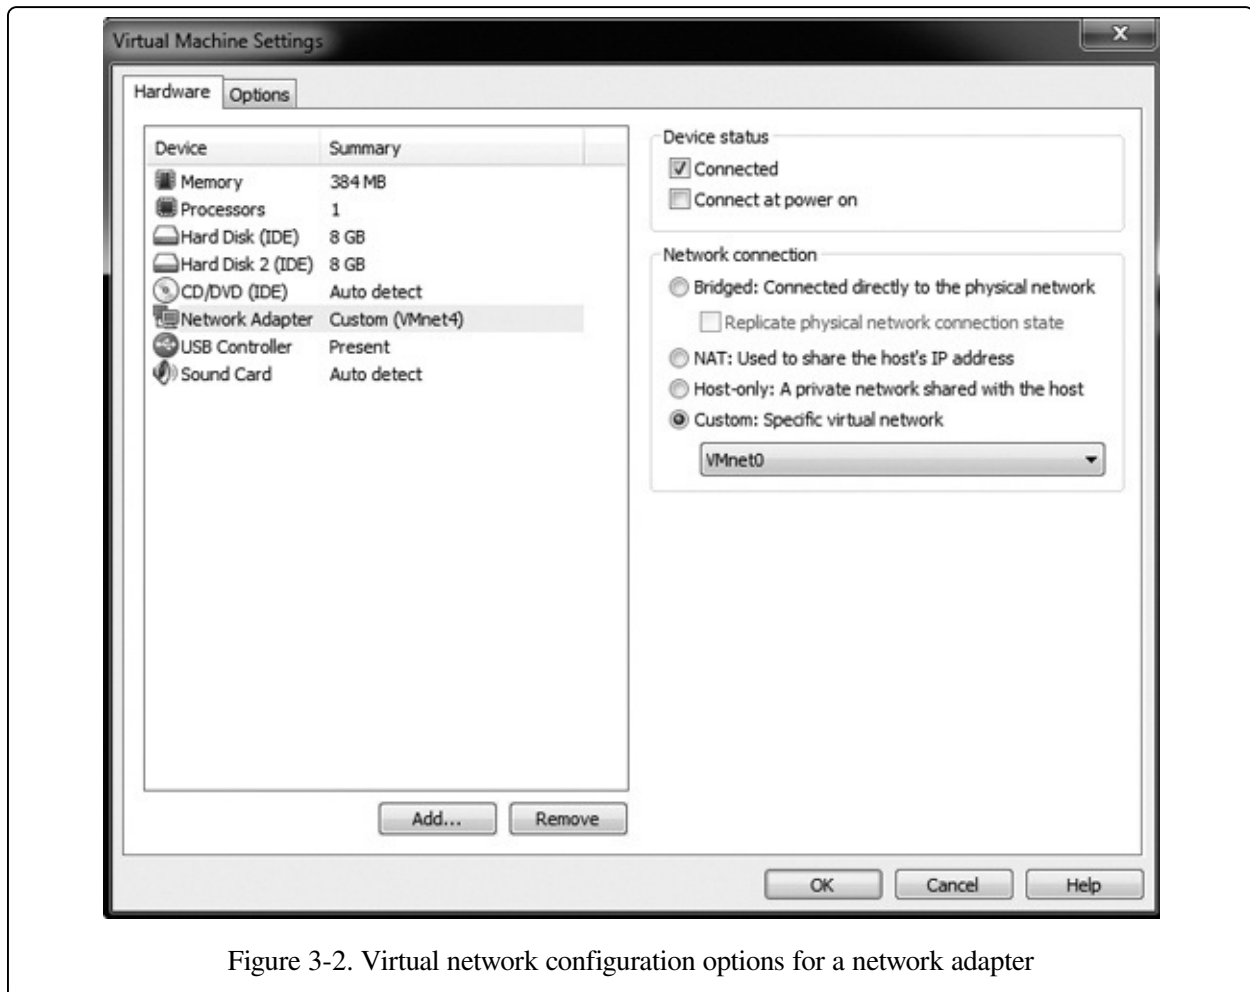 Virtual Machine Settings
x
Hardware
Options
Device Summary
Memory 384 MB
Processors 1
Hard Disk (IDE) 8 GB
Hard Disk 2 (IDE) 8 GB
CD/DVD (IDE) Auto detect
Network Adapter Custom (VMnet4)
USB Controller Present
Sound Card Auto detect
Add...
Remove
Device status
Connected
Connect at power on
Network connection
Bridged: Connected directly to the physical network
Replicate physical network connection state
NAT: Used to share the host's IP address
Host-only: A private network shared with the host
Custom: Specific virtual network
VMnet0
OK
Cancel
Help
Figure 3-2. Virtual network configuration options for a network adapter